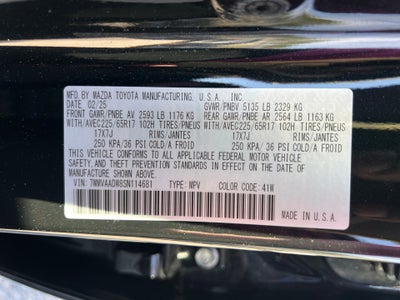 MFD. BY MAZDA TOYOTA MANUFACTURING, U.S.A. INC.
DATE: 02/25 GVWR/PNBV 5135 LB 2329 KG
FRONT GAWR/PNBE AV 2593 LB 1176 KG REAR GAWR/PNBE AR 2564 LB 1163 KG
WITH/AVEC225/65R17 102H TIRES/PNEUS WITH/AVEC225/65R17 102H TIRES/PNEUS
17X7J RIMS/JANTES 17X7J RIMS/JANTES
250 KPA/36 PSI COLD/A FROID 250 KPA/36 PSI COLD/A FROID
THIS VEHICLE CONFORMS TO ALL APPLICABLE FEDERAL MOTOR VEHICLE
SAFETY, AND THEFT PREVENTION STANDARDS IN EFFECT ON THE DATE OF
MANUFACTURE SHOWN ABOVE.
VIN: 7MMVAADW6SN114681 TYPE: MPV COLOR CODE: 41W
MADE IN U.S.A.